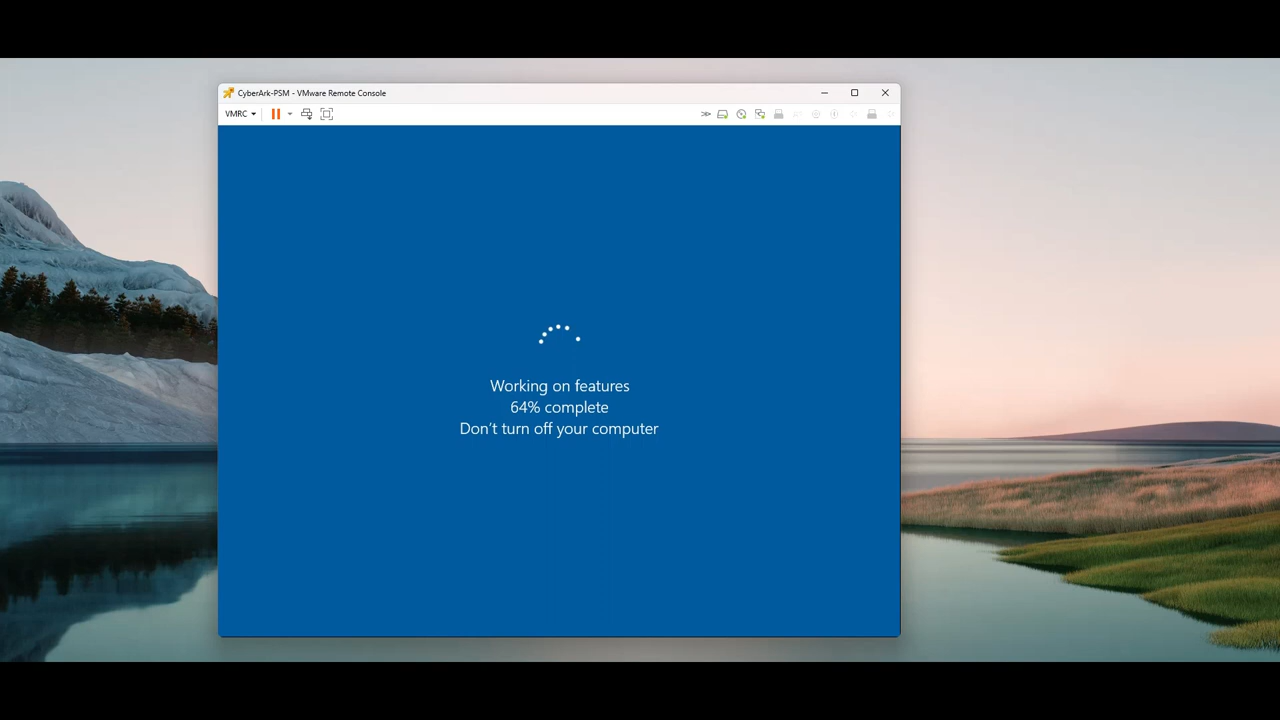 CyberArk-PSM - VMware Remote Console
VMRC
Working on features
64% complete
Don't turn off your computer